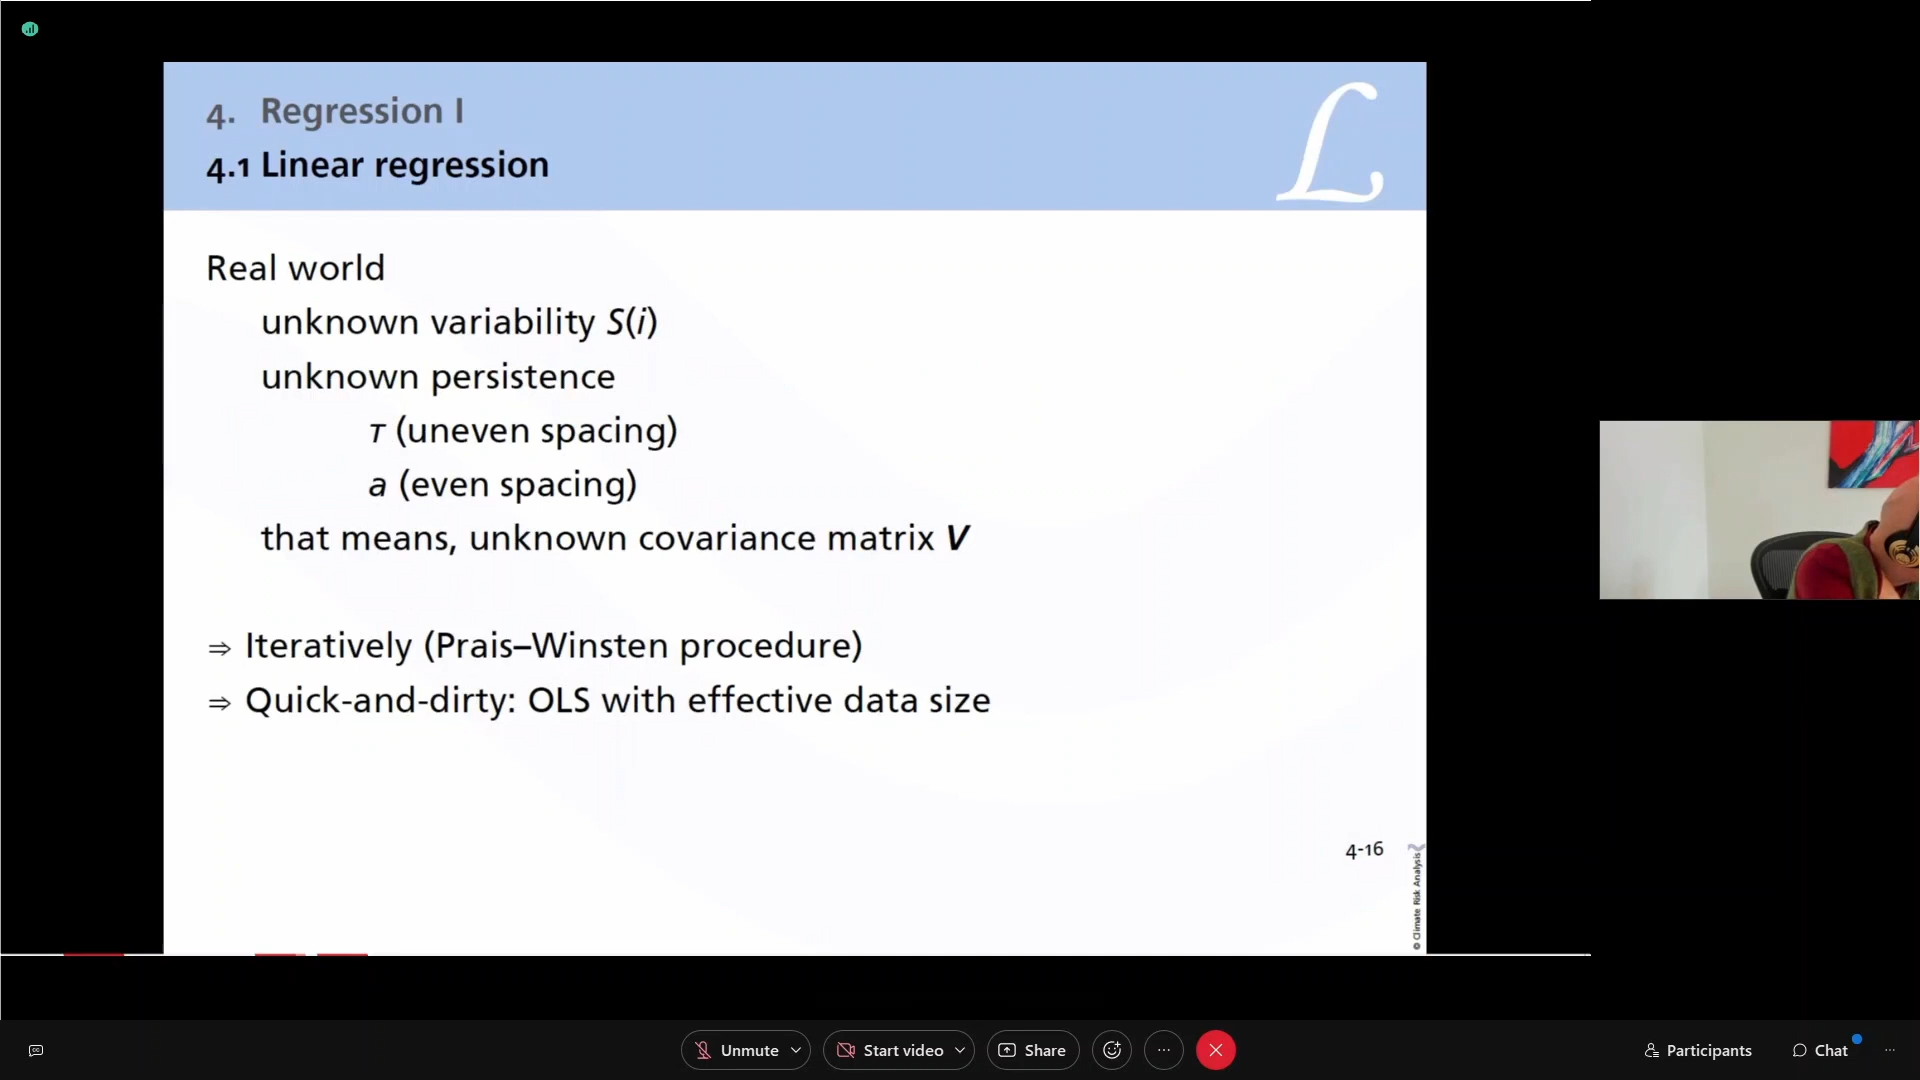 4. Regression I
4.1 Linear regression
ℒ
Real world
unknown variability S(i)
unknown persistence
τ (uneven spacing)
a (even spacing)
that means, unknown covariance matrix V
⇒ Iteratively (Prais–Winsten procedure)
⇒ Quick-and-dirty: OLS with effective data size
4-16
© Climate Risk Analysis
Unmute
Start video
Share
Participants
Chat